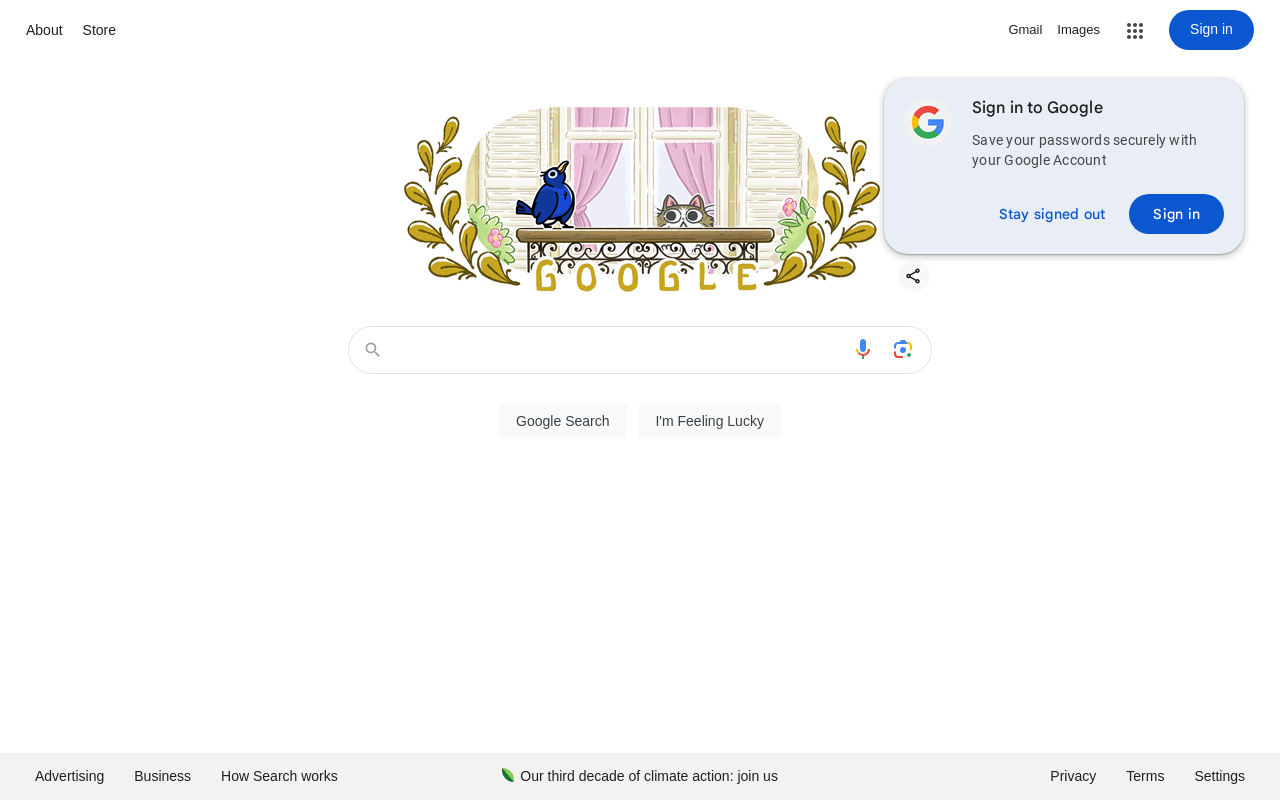 About
Store
Gmail
Images
Sign in
Sign in to Google
Save your passwords securely with
your Google Account
Stay signed out
Sign in
GOOGLE
Google Search
I'm Feeling Lucky
Our third decade of climate action: join us
Advertising
Business
How Search works
Privacy
Terms
Settings